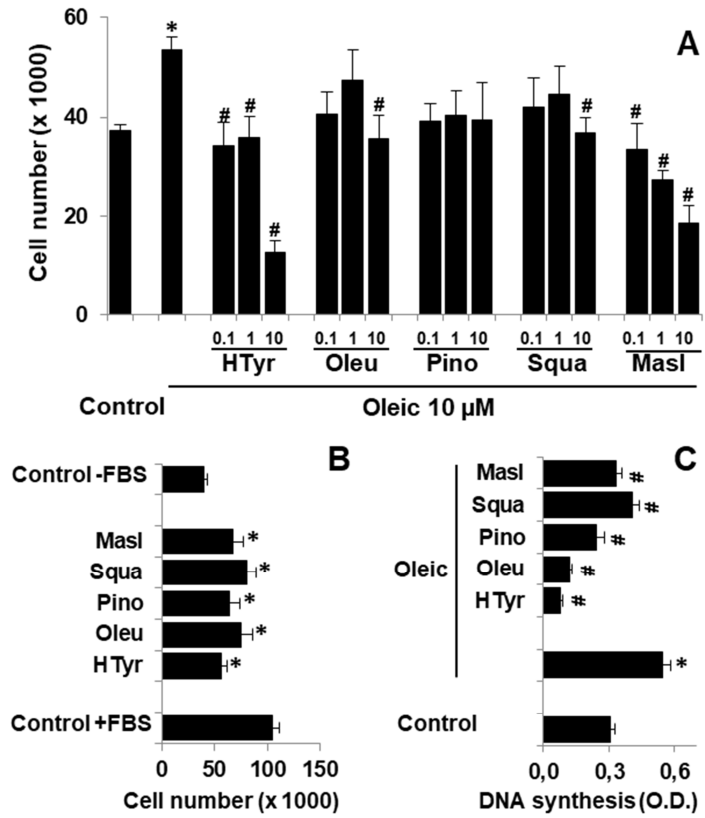 60
40
20
0
Cell number (x 1000)
A
*
# # # # # # # #
0.1 1 10 0.1 1 10 0.1 1 10 0.1 1 10 0.1 1 10
HTyr Oleu Pino Squa Masl
Control Oleic 10 µM
B
Control -FBS
Masl *
Squa *
Pino *
Oleu *
HTyr *
Control +FBS
0 50 100 150
Cell number (x 1000)
C
Oleic
Masl #
Squa #
Pino #
Oleu #
HTyr #
*
Control
0,0 0,3 0,6
DNA synthesis (O.D.)